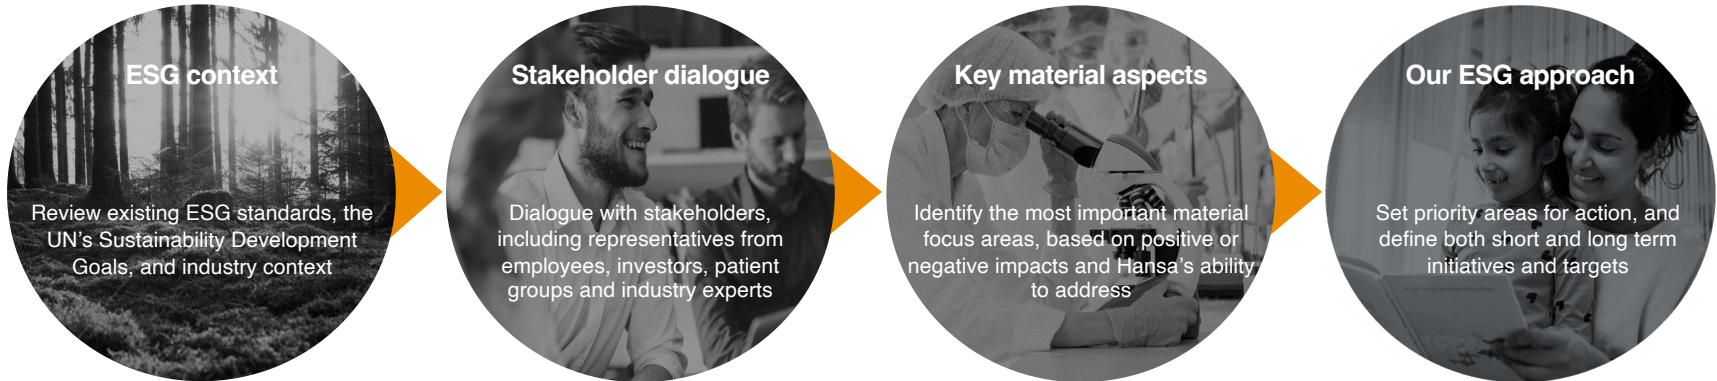 ESG context
Review existing ESG standards, the
UN's Sustainability Development
Goals, and industry context
Stakeholder dialogue
Dialogue with stakeholders,
including representatives from
employees, investors, patient
groups and industry experts
Key material aspects
Identify the most important material
focus areas, based on positive or
negative impacts and Hansa's ability
to address
Our ESG approach
Set priority areas for action, and
define both short and long term
initiatives and targets